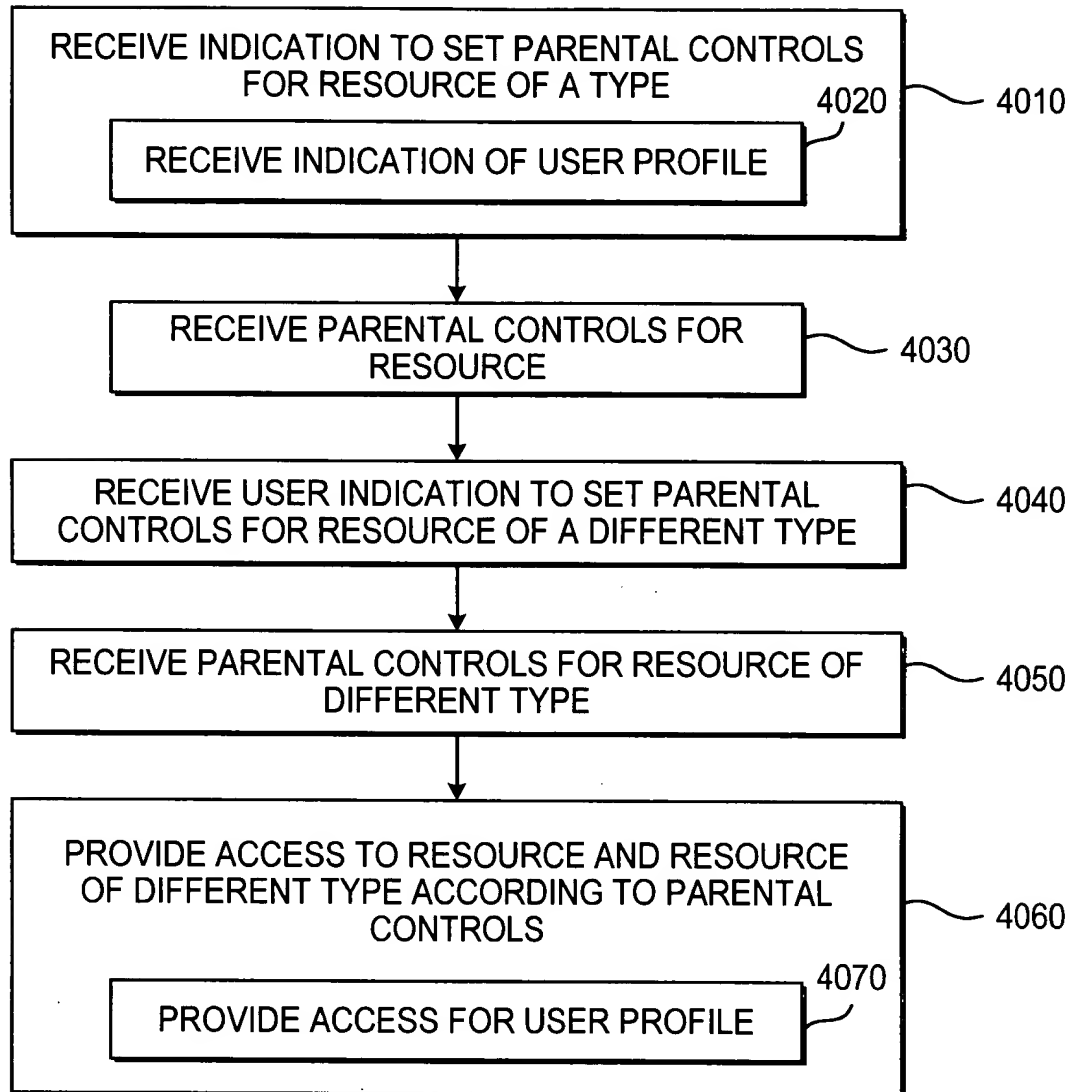 RECEIVE INDICATION TO SET PARENTAL CONTROLS
FOR RESOURCE OF A TYPE
4010
4020
RECEIVE INDICATION OF USER PROFILE
RECEIVE PARENTAL CONTROLS FOR
RESOURCE
4030
RECEIVE USER INDICATION TO SET PARENTAL
CONTROLS FOR RESOURCE OF A DIFFERENT TYPE
4040
RECEIVE PARENTAL CONTROLS FOR RESOURCE OF
DIFFERENT TYPE
4050
PROVIDE ACCESS TO RESOURCE AND RESOURCE
OF DIFFERENT TYPE ACCORDING TO PARENTAL
CONTROLS
4060
4070
PROVIDE ACCESS FOR USER PROFILE